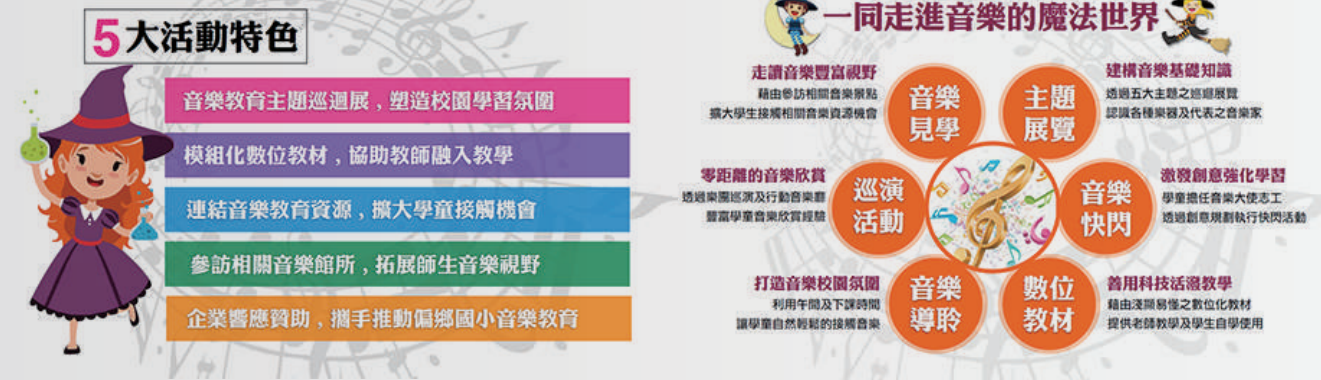 5大活動特色
音樂教育主題巡迴展，塑造校園學習氛圍
模組化數位教材，協助教師融入教學
連結音樂教育資源，擴大學童接觸機會
參訪相關音樂館所，拓展師生音樂視野
企業響應贊助，攜手推動偏鄉國小音樂教育
一同走進音樂的魔法世界
走讀音樂豐富視野
藉由參訪相關音樂景點
擴大學生接觸相關音樂資源機會
音樂
見學
主題
展覽
建構音樂基礎知識
透過五大主題之巡迴展覽
認識各種樂器及代表之音樂家
零距離的音樂欣賞
透過樂團巡演及行動音樂廳
豐富學童音樂欣賞經驗
巡演
活動
音樂
快閃
激發創意強化學習
學童擔任音樂大使志工
透過創意規劃執行快閃活動
打造音樂校園氛圍
利用午間及下課時間
讓學童自然輕鬆的接觸音樂
音樂
導聆
數位
教材
善用科技活潑教學
藉由淺顯易懂之數位化教材
提供老師教學及學生自學使用